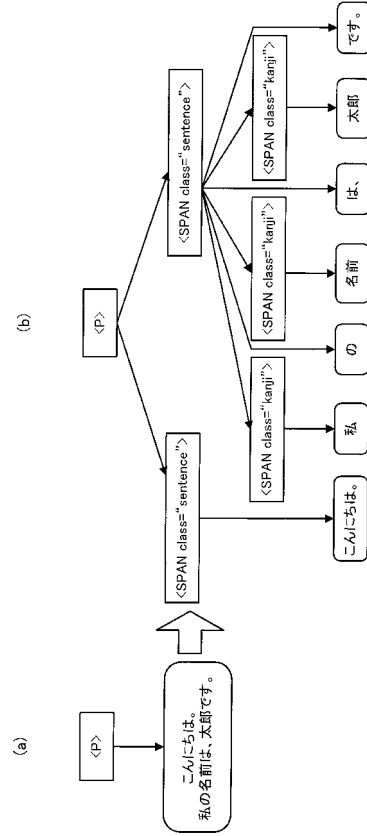 (a)
<P>
こんにちは。
私の名前は、太郎です。
(b)
<P>
<SPAN class="sentence">
<SPAN class="sentence">
<SPAN class="kanji">
<SPAN class="kanji">
<SPAN class="kanji">
こんにちは。
私
の
名前
は、
太郎
です。